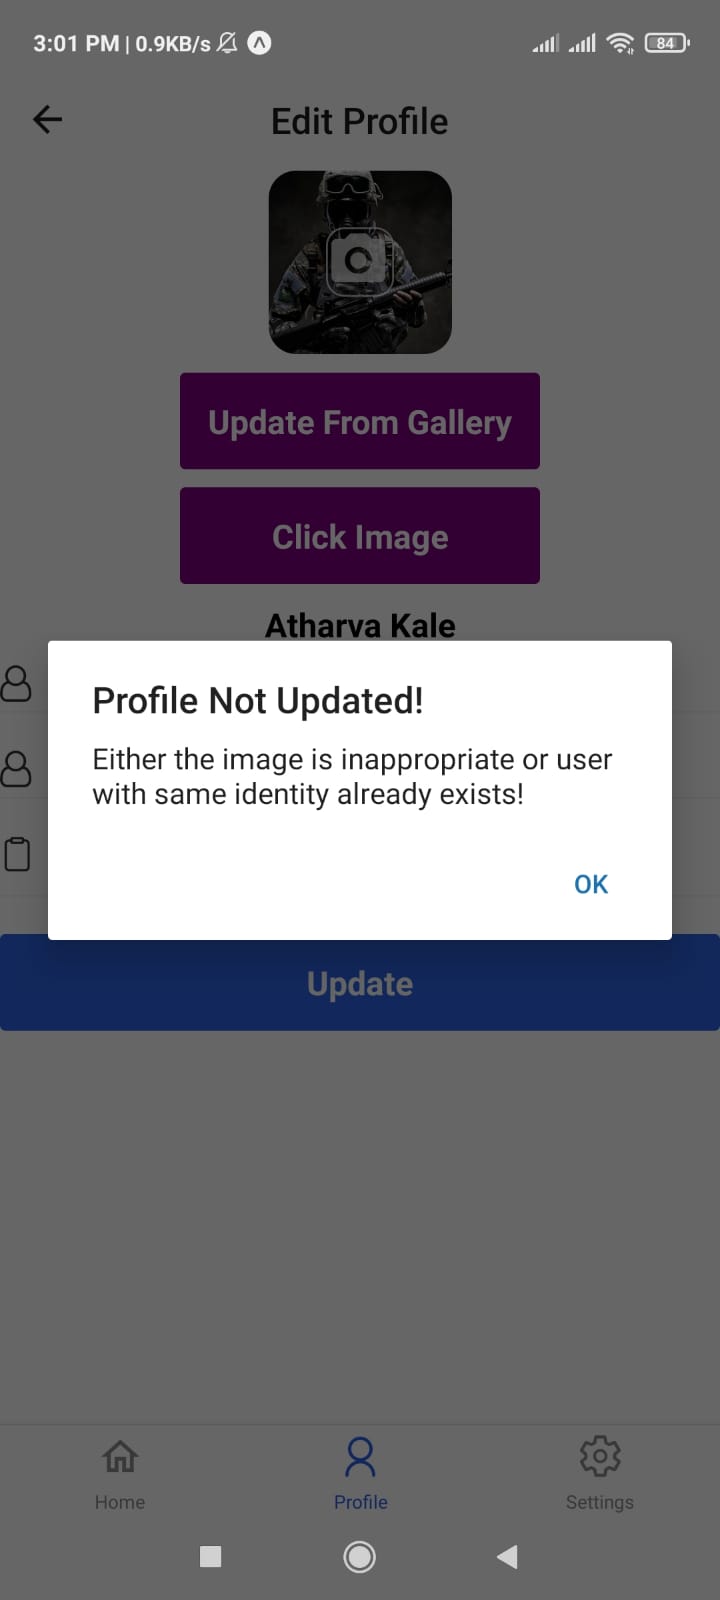 3:01 PM | 0.9KB/s
84
Edit Profile
Update From Gallery
Click Image
Atharva Kale
Profile Not Updated!
Either the image is inappropriate or user
with same identity already exists!
OK
Update
Home Profile Settings